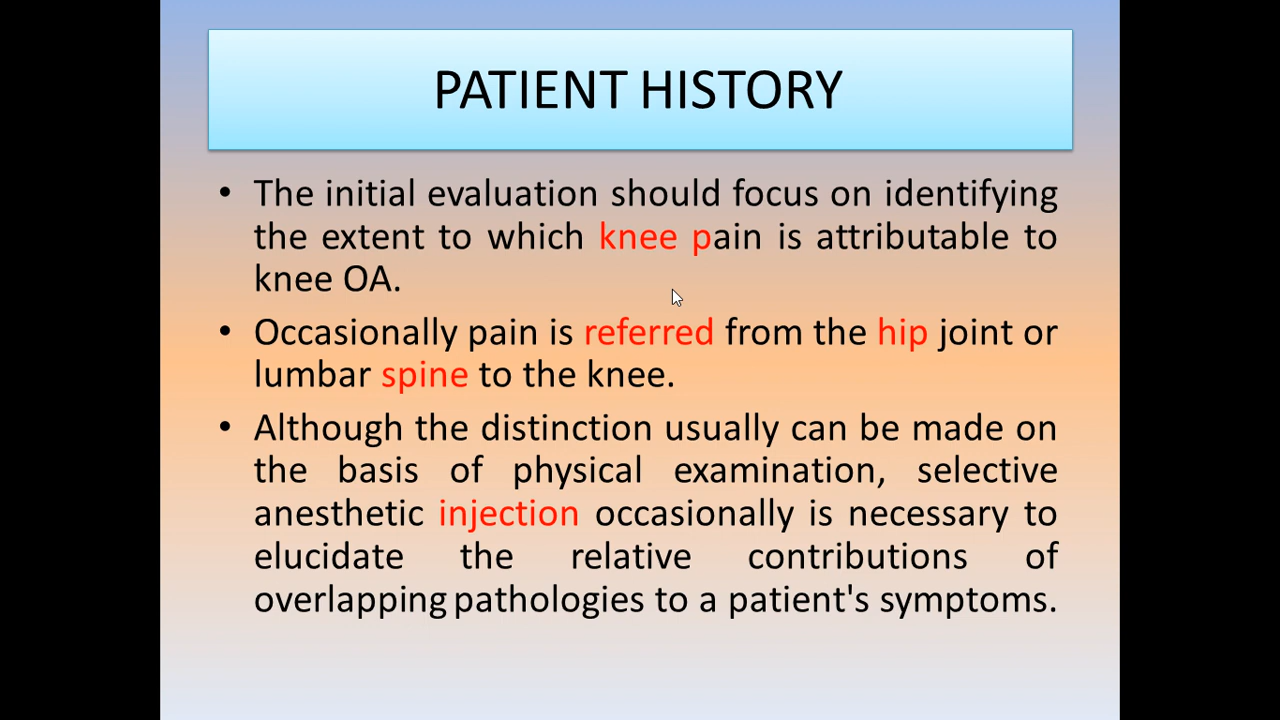 PATIENT HISTORY
• The initial evaluation should focus on identifying
the extent to which knee pain is attributable to
knee OA.
• Occasionally pain is referred from the hip joint or
lumbar spine to the knee.
• Although the distinction usually can be made on
the basis of physical examination, selective
anesthetic injection occasionally is necessary to
elucidate the relative contributions of
overlapping pathologies to a patient's symptoms.